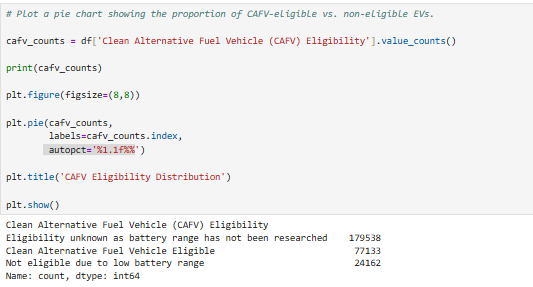 # Plot a pie chart showing the proportion of CAFV-eligible vs. non-eligible EVs.
cafv_counts = df['Clean Alternative Fuel Vehicle (CAFV) Eligibility'].value_counts()
print(cafv_counts)
plt.figure(figsize=(8,8))
plt.pie(cafv_counts,
labels=cafv_counts.index,
autopct='%1.1f%%')
plt.title('CAFV Eligibility Distribution')
plt.show()
Clean Alternative Fuel Vehicle (CAFV) Eligibility
Eligibility unknown as battery range has not been researched    179538
Clean Alternative Fuel Vehicle Eligible    77133
Not eligible due to low battery range    24162
Name: count, dtype: int64